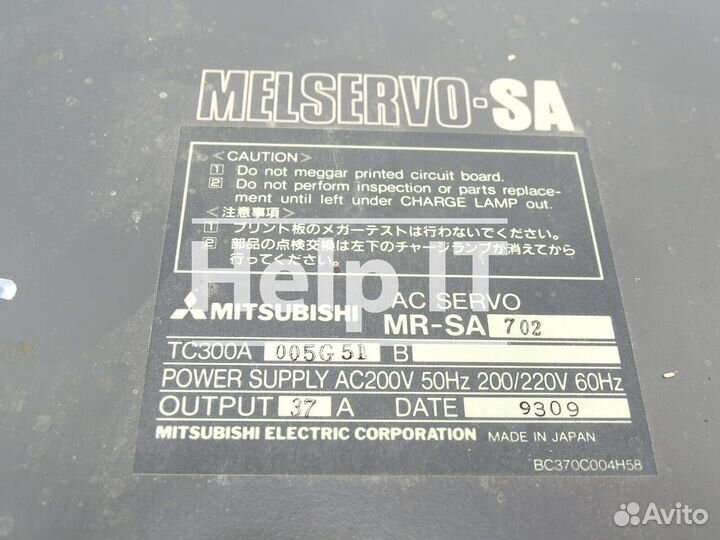 MELSERVO-SA
<CAUTION>
1 Do not meggar printed circuit board.
2 Do not perform inspection or parts replace-
ment until left under CHARGE LAMP out.
<注意事項>
1 プリント板のメガーテストは行わないでください。
2 部品の点検交換は左下のチャージランプが消えてから
行ってください。
Help IT
MITSUBISHI
AC SERVO
MR-SA 702
TC300A 005G51 B
POWER SUPPLY AC200V 50Hz 200/220V 60Hz
OUTPUT 37 A DATE 9309
MITSUBISHI ELECTRIC CORPORATION MADE IN JAPAN
BC370C004H58
Avito